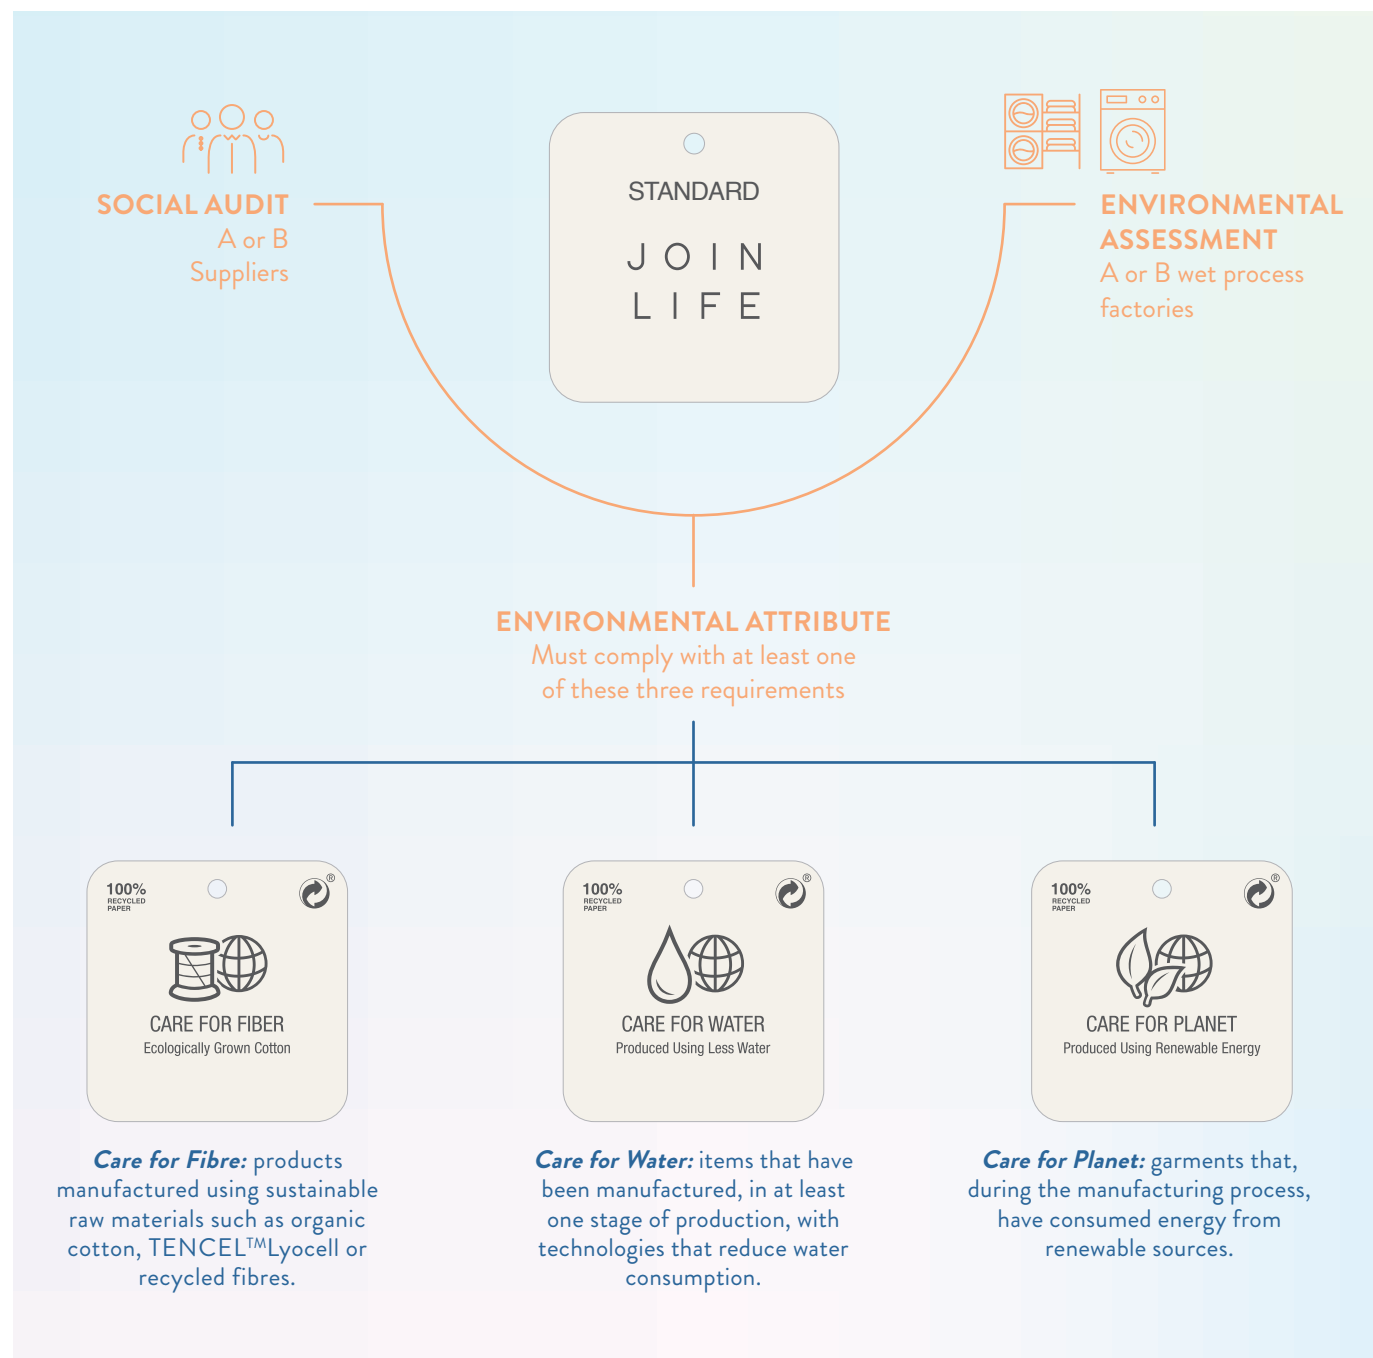 SOCIAL AUDIT
A or B
Suppliers
STANDARD
JOIN
LIFE
ENVIRONMENTAL
ASSESSMENT
A or B wet process
factories
ENVIRONMENTAL ATTRIBUTE
Must comply with at least one
of these three requirements
100%
RECYCLED
PAPER
®
CARE FOR FIBER
Ecologically Grown Cotton
100%
RECYCLED
PAPER
®
CARE FOR WATER
Produced Using Less Water
100%
RECYCLED
PAPER
®
CARE FOR PLANET
Produced Using Renewable Energy
Care for Fibre: products
manufactured using sustainable
raw materials such as organic
cotton, TENCEL™Lyocell or
recycled fibres.
Care for Water: items that have
been manufactured, in at least
one stage of production, with
technologies that reduce water
consumption.
Care for Planet: garments that,
during the manufacturing process,
have consumed energy from
renewable sources.